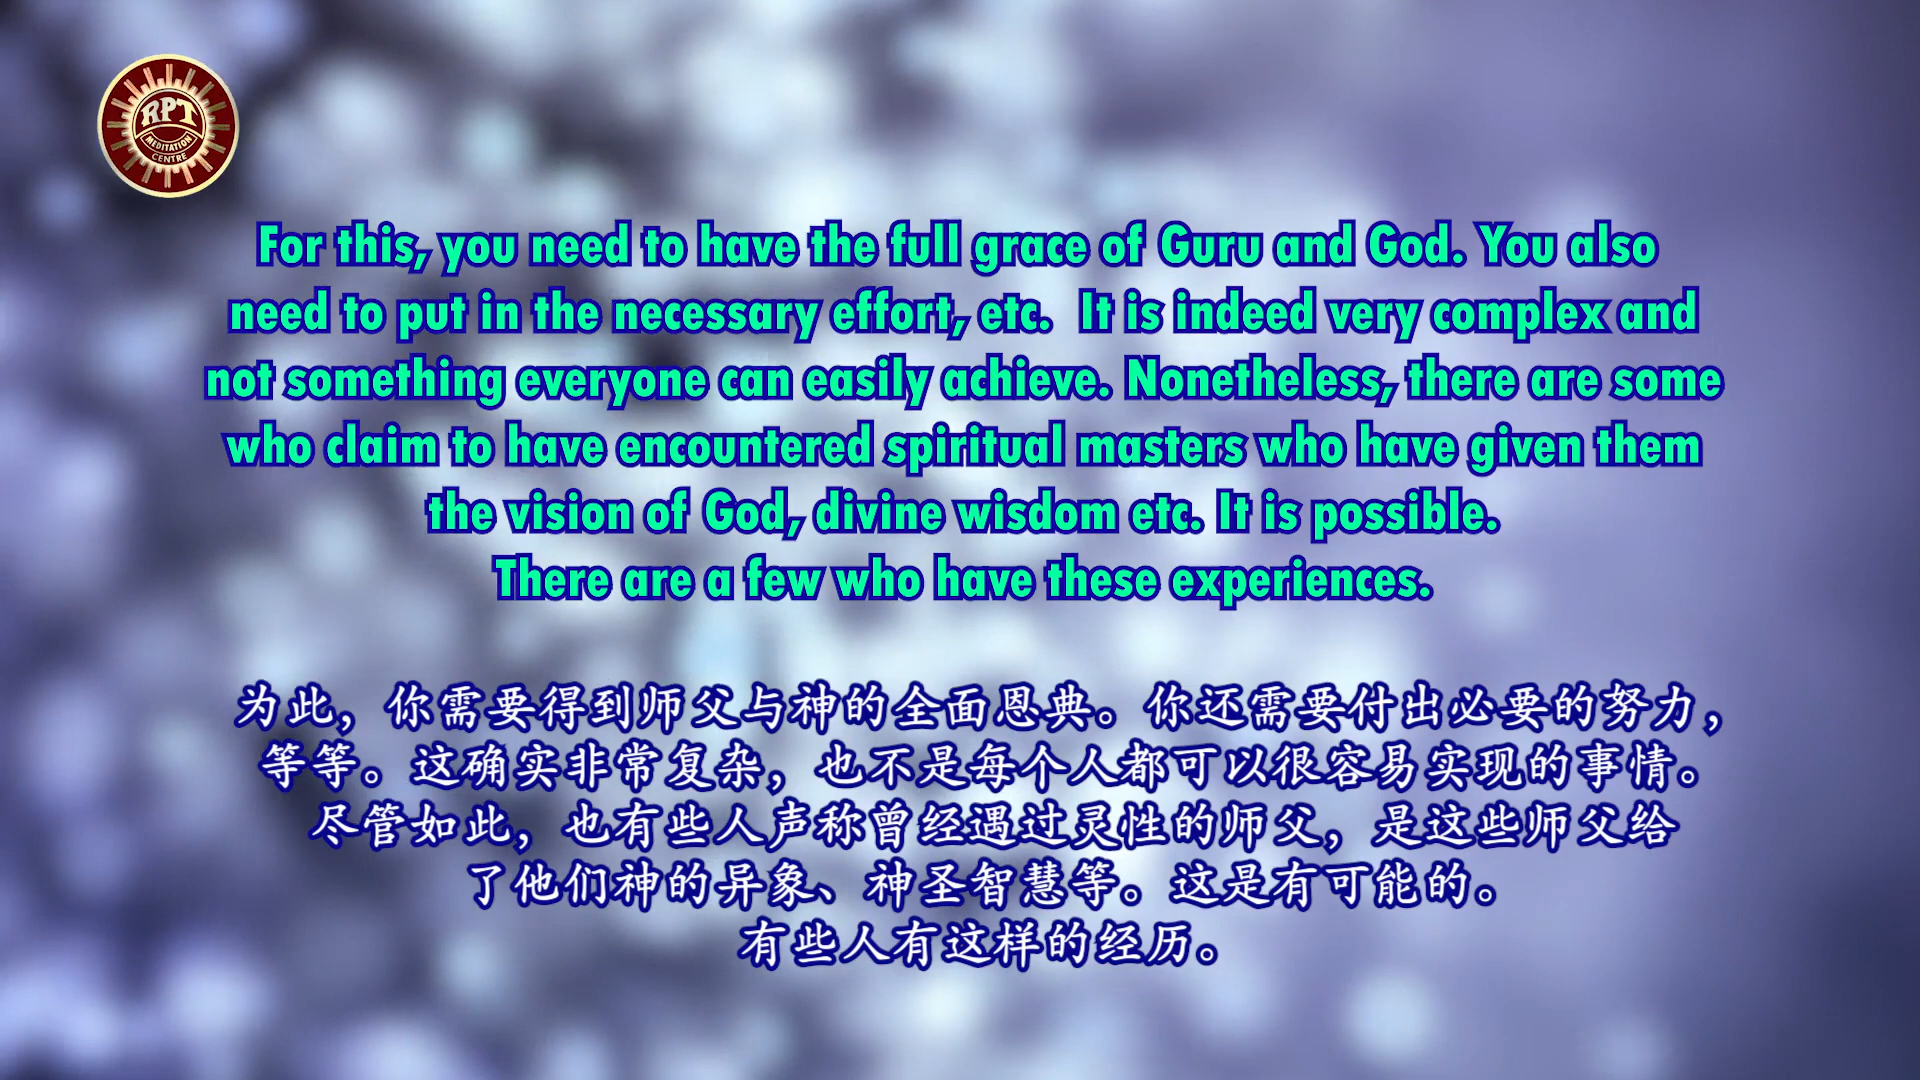 RPT
MEDITATION
CENTRE
For this, you need to have the full grace of Guru and God. You also
need to put in the necessary effort, etc.  It is indeed very complex and
not something everyone can easily achieve. Nonetheless, there are some
who claim to have encountered spiritual masters who have given them
the vision of God, divine wisdom etc. It is possible.
There are a few who have these experiences.
为此，你需要得到师父与神的全面恩典。你还需要付出必要的努力，
等等。这确实非常复杂，也不是每个人都可以很容易实现的事情。
尽管如此，也有些人声称曾经遇过灵性的师父，是这些师父给
了他们神的异象、神圣智慧等。这是有可能的。
有些人有这样的经历。